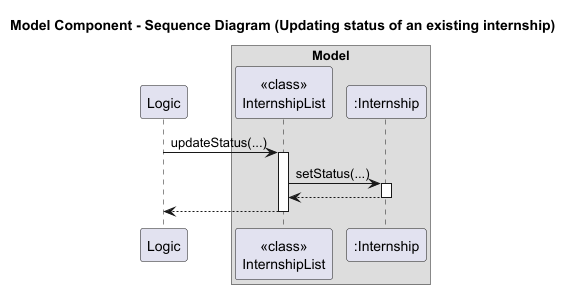 Model Component - Sequence Diagram (Updating status of an existing internship)
Model
Logic
«class»
InternshipList
:Internship
updateStatus(...)
setStatus(...)
Logic
«class»
InternshipList
:Internship